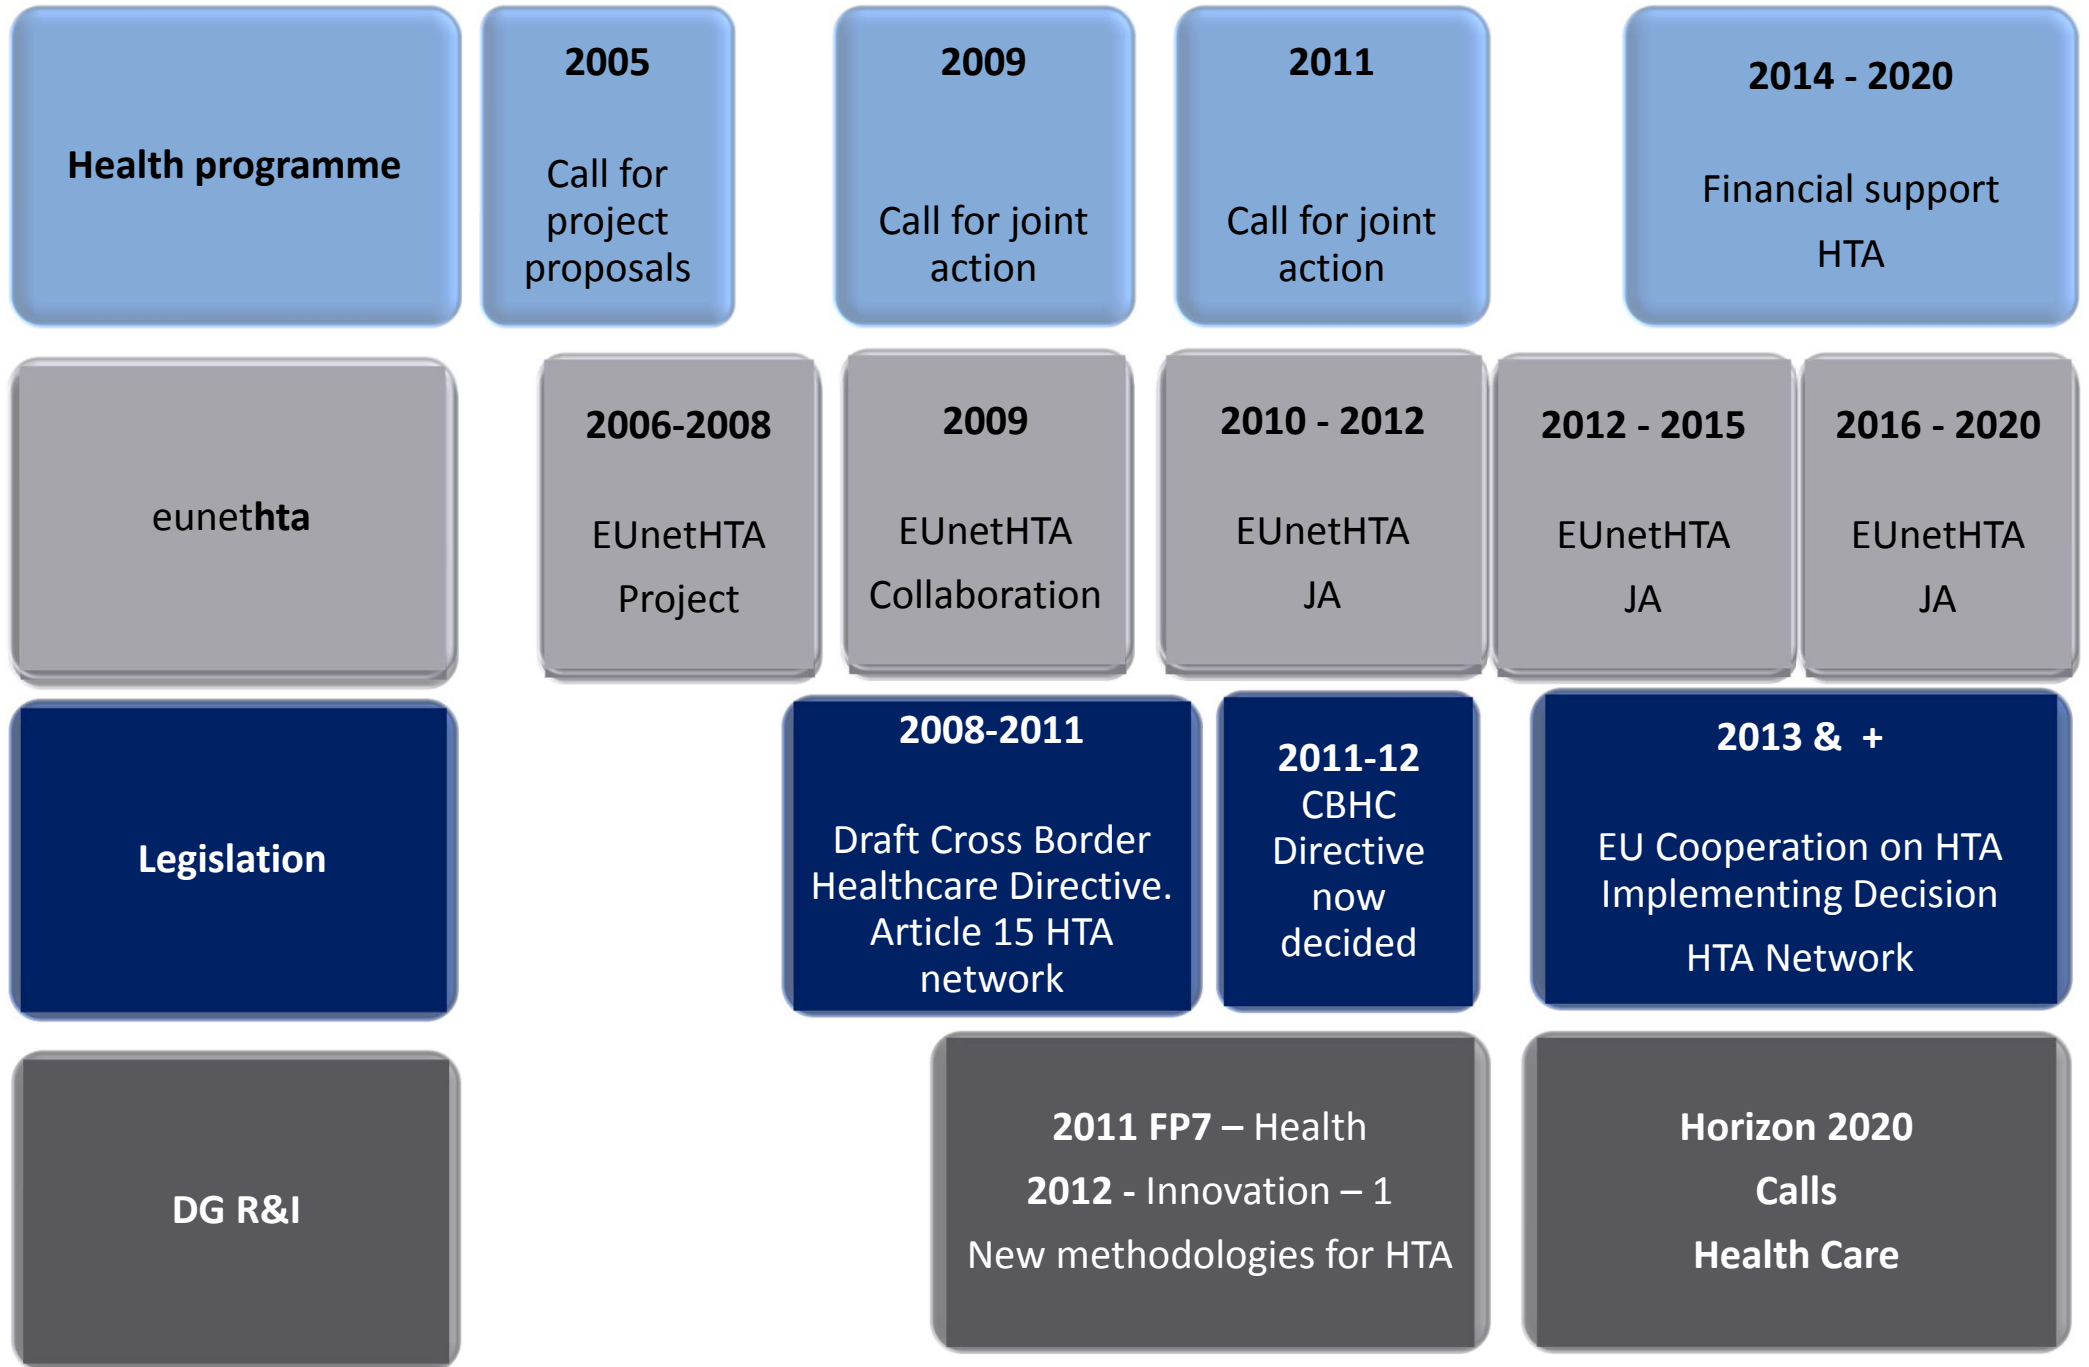 Health programme
2005
Call for
project
proposals
2009
Call for joint
action
2011
Call for joint
action
2014 - 2020
Financial support
HTA
eunethta
2006-2008
EUnetHTA
Project
2009
EUnetHTA
Collaboration
2010 - 2012
EUnetHTA
JA
2012 - 2015
EUnetHTA
JA
2016 - 2020
EUnetHTA
JA
Legislation
2008-2011
Draft Cross Border
Healthcare Directive.
Article 15 HTA
network
2011-12
CBHC
Directive
now
decided
2013 & +
EU Cooperation on HTA
Implementing Decision
HTA Network
DG R&I
2011 FP7 – Health
2012 - Innovation – 1
New methodologies for HTA
Horizon 2020
Calls
Health Care